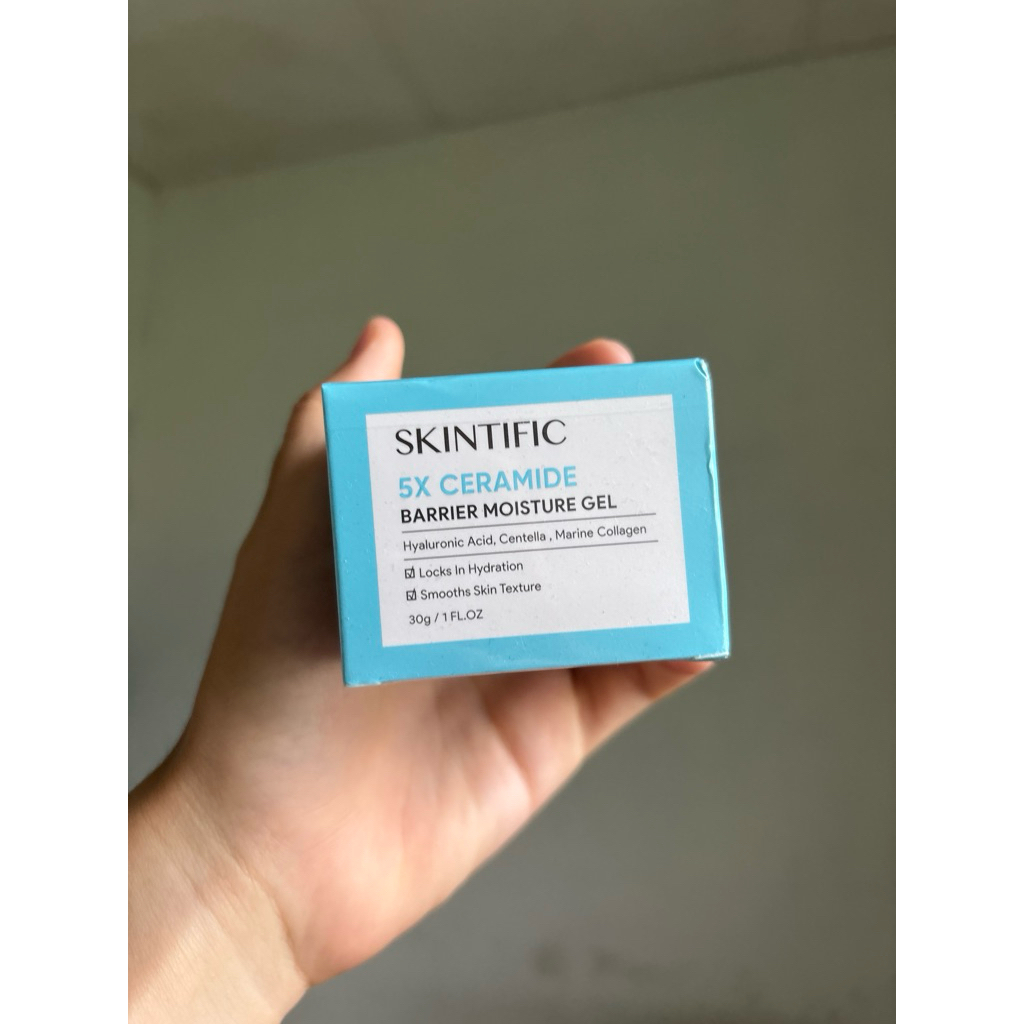 SKINTIFIC
5X CERAMIDE
BARRIER MOISTURE GEL
Hyaluronic Acid, Centella , Marine Collagen
☑ Locks In Hydration
☑ Smooths Skin Texture
30g / 1 FL.OZ